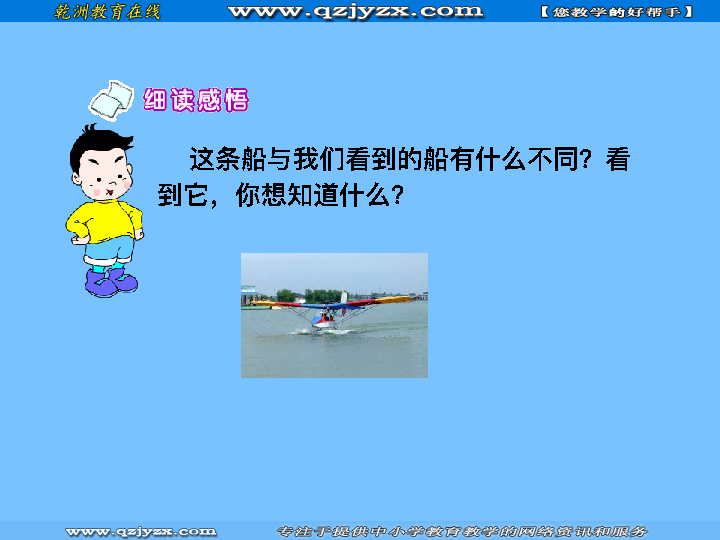 乾洲教育在线 www.qzjyzx.com 【您教学的好帮手】
细读感悟
这条船与我们看到的船有什么不同？看
到它，你想知道什么？
www.qzjyzx.com 专注于提供中小学教育教学的网络资讯和服务